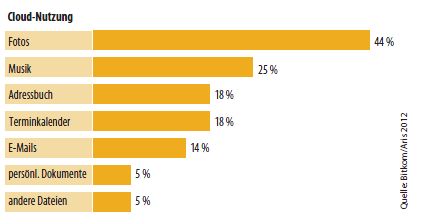 Cloud-Nutzung
Fotos 44 %
Musik 25 %
Adressbuch 18 %
Terminkalender 18 %
E-Mails 14 %
persönl. Dokumente 5 %
andere Dateien 5 %
Quelle: Bitkom/Aris 2012